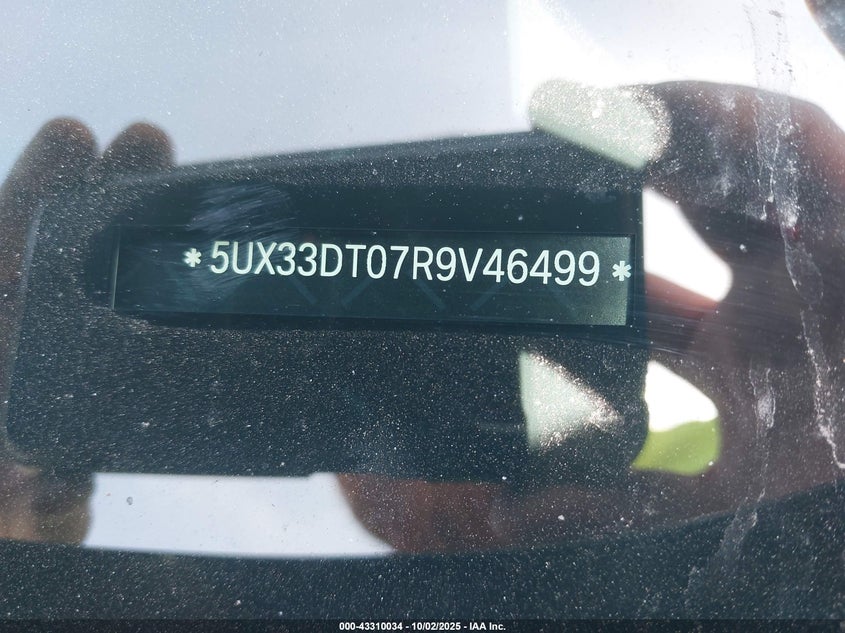 * 5UX33DT07R9V46499 *
000-43310034 - 10/02/2025 - IAA Inc.